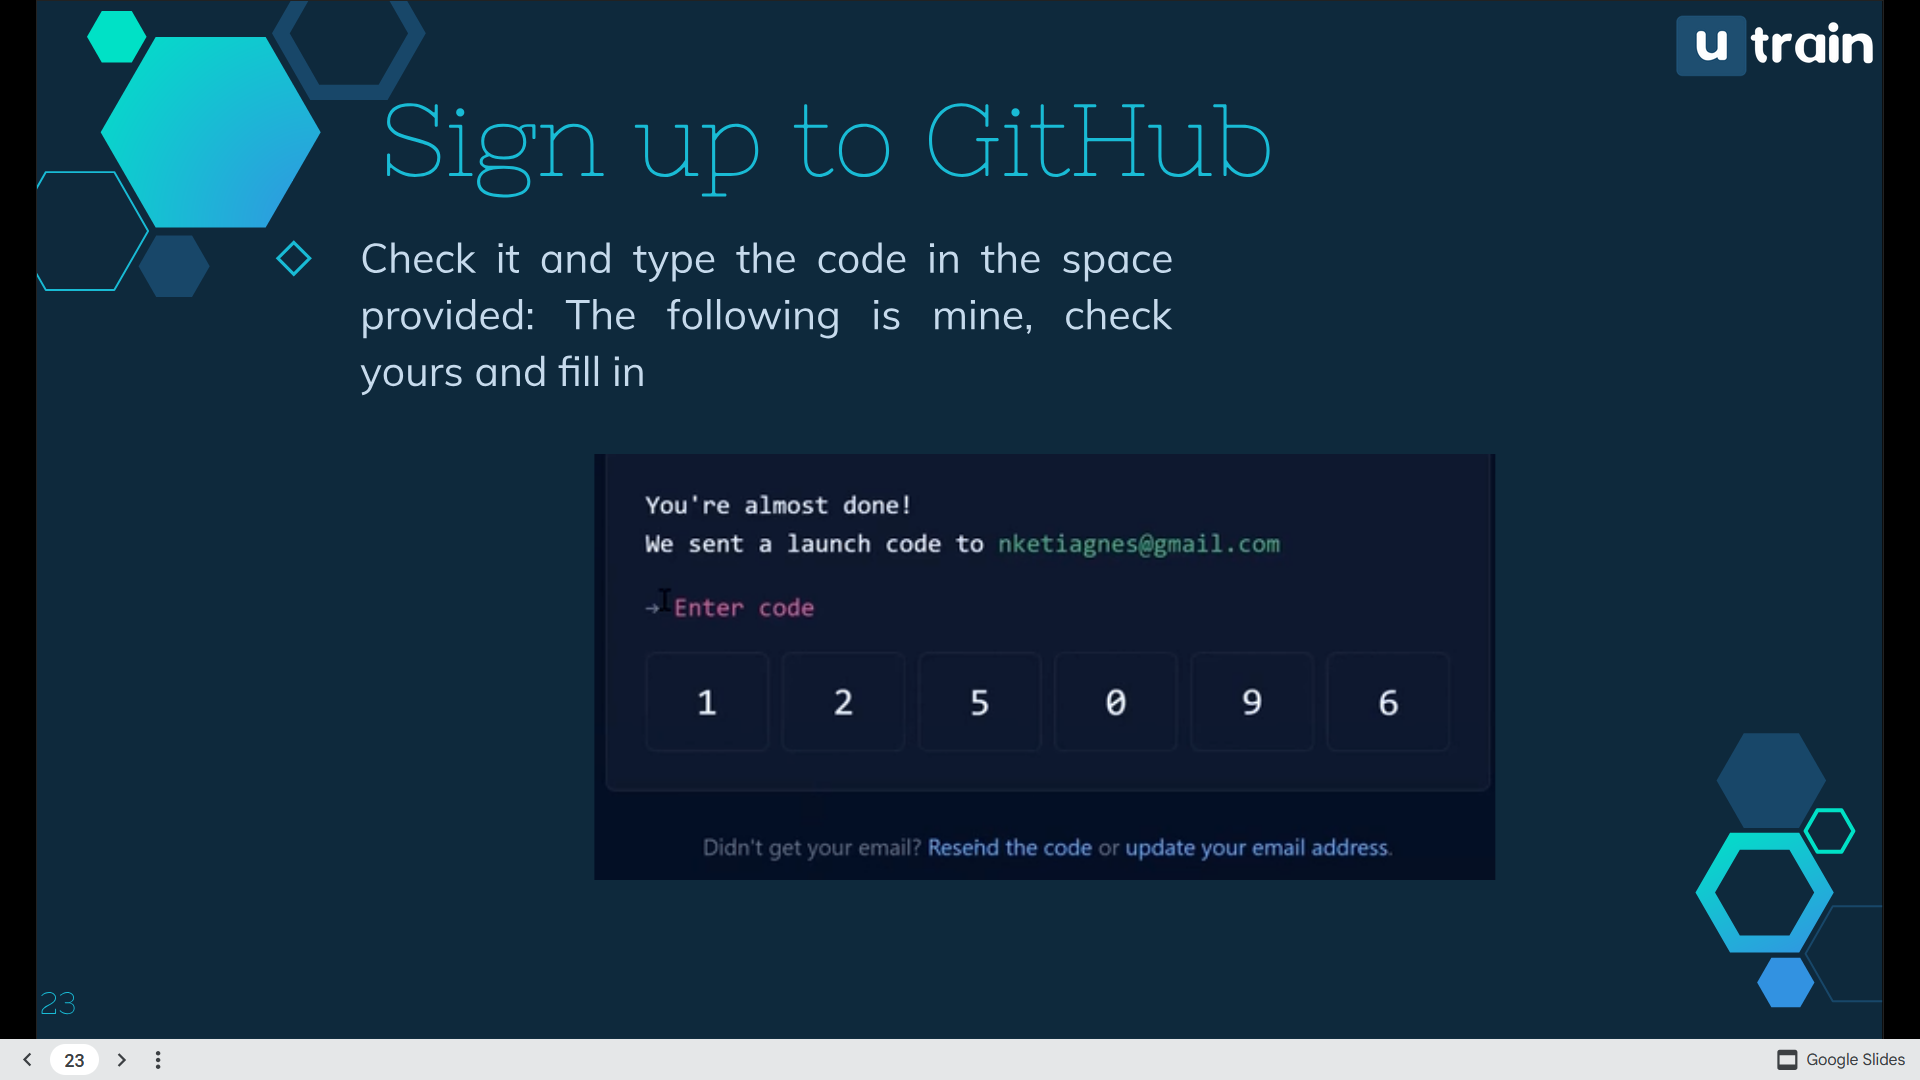 u train
Sign up to GitHub
Check it and type the code in the space
provided: The following is mine, check
yours and fill in
You're almost done!
We sent a launch code to nketiagnes@gmail.com
→ Enter code
1 2 5 0 9 6
Didn't get your email? Resend the code or update your email address.
23
23
Google Slides